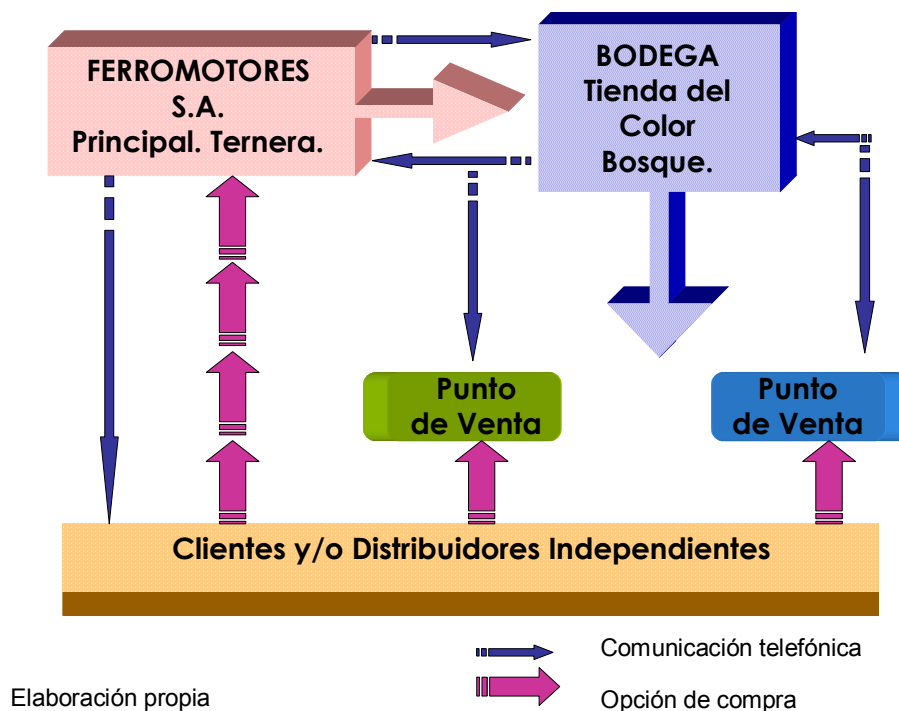 FERROMOTORES
S.A.
Principal. Ternera.
BODEGA
Tienda del
Color
Bosque.
Punto
de Venta
Punto
de Venta
Clientes y/o Distribuidores Independientes
Comunicación telefónica
Opción de compra
Elaboración propia